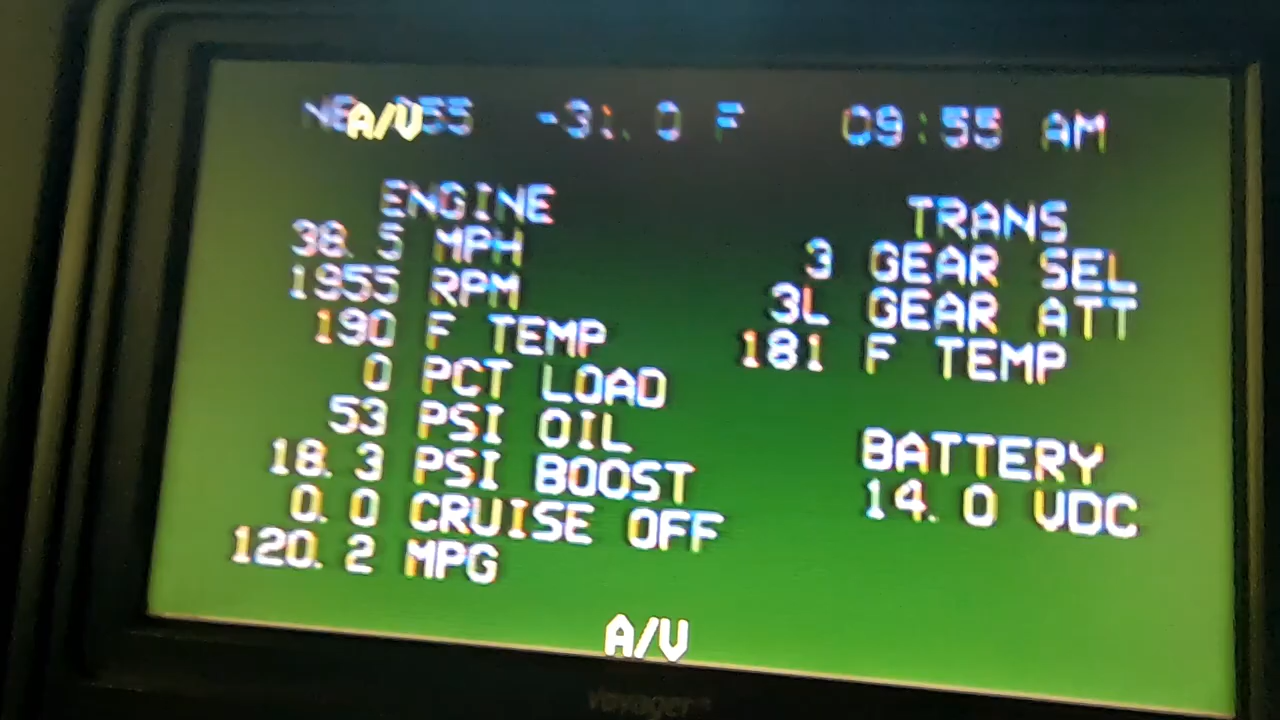 A/V 55 -31.0 F 09:55 AM
ENGINE
38.5 MPH
1955 RPM
190 F TEMP
0 PCT LOAD
53 PSI OIL
18.3 PSI BOOST
0.0 CRUISE OFF
120.2 MPG
TRANS
3 GEAR SEL
3L GEAR ATT
181 F TEMP
BATTERY
14.0 VDC
A/V
Voyager